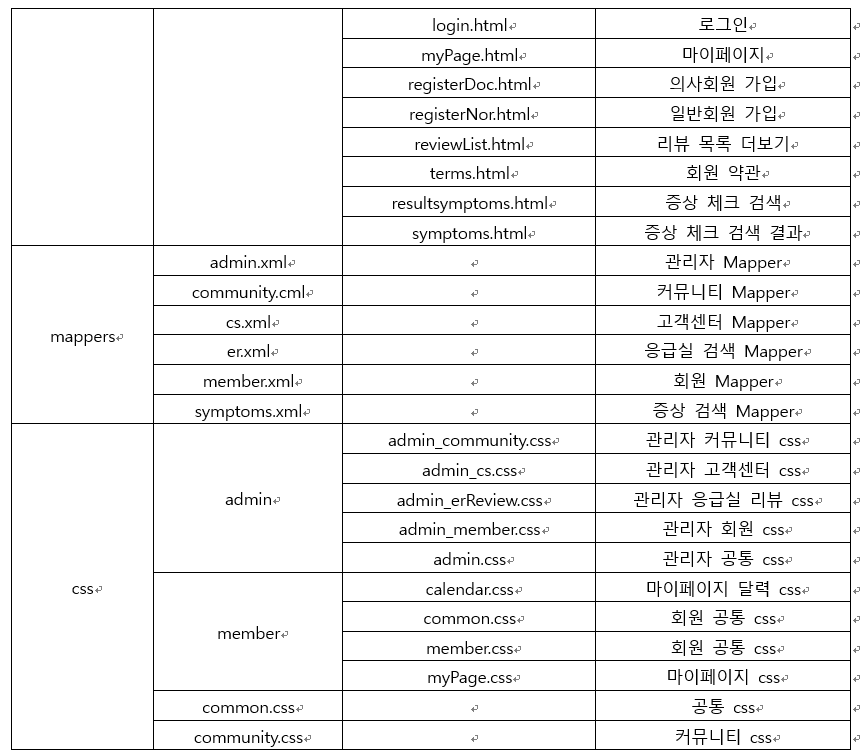 login.html 로그인
myPage.html 마이페이지
registerDoc.html 의사회원 가입
registerNor.html 일반회원 가입
reviewList.html 리뷰 목록 더보기
terms.html 회원 약관
resultsymptoms.html 증상 체크 검색
symptoms.html 증상 체크 검색 결과
mappers
admin.xml 관리자 Mapper
community.cml 커뮤니티 Mapper
cs.xml 고객센터 Mapper
er.xml 응급실 검색 Mapper
member.xml 회원 Mapper
symptoms.xml 증상 검색 Mapper
css
admin
admin_community.css 관리자 커뮤니티 css
admin_cs.css 관리자 고객센터 css
admin_erReview.css 관리자 응급실 리뷰 css
admin_member.css 관리자 회원 css
admin.css 관리자 공통 css
member
calendar.css 마이페이지 달력 css
common.css 회원 공통 css
member.css 회원 공통 css
myPage.css 마이페이지 css
common.css 공통 css
community.css 커뮤니티 css